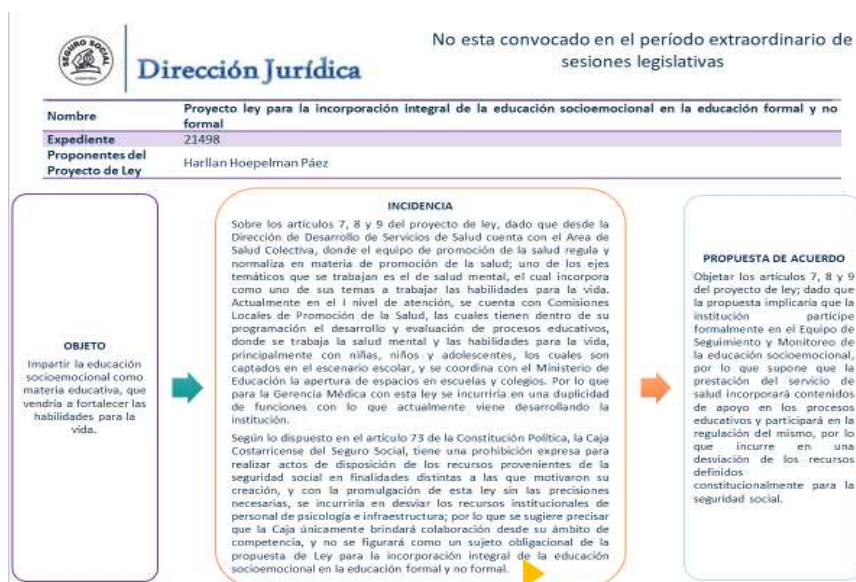 No esta convocado en el período extraordinario de
sesiones legislativas
SEGURO SOCIAL
Dirección Jurídica
Nombre
Proyecto ley para la incorporación integral de la educación socioemocional en la educación formal y no
formal
Expediente
21498
Proponentes del
Proyecto de Ley
Harllan Hoepelman Páez
OBJETO
Impartir la educación
socioemocional como
materia educativa, que
vendría a fortalecer las
habilidades para la
vida.
INCIDENCIA
Sobre los artículos 7, 8 y 9 del proyecto de ley, dado que desde la
Dirección de Desarrollo de Servicios de Salud cuenta con el Area de
Salud Colectiva, donde el equipo de promoción de la salud regula y
normaliza en materia de promoción de la salud; uno de los ejes
temáticos que se trabajan es el de salud mental, el cual incorpora
como uno de sus temas a trabajar las habilidades para la vida.
Actualmente en el I nivel de atención, se cuenta con Comisiones
Locales de Promoción de la Salud, las cuales tienen dentro de su
programación el desarrollo y evaluación de procesos educativos,
donde se trabaja la salud mental y las habilidades para la vida,
principalmente con niñas, niños y adolescentes, los cuales son
captados en el escenario escolar, y se coordina con el Ministerio de
Educación la apertura de espacios en escuelas y colegios. Por lo que
para la Gerencia Médica con esta ley se incurriría en una duplicidad
de funciones con lo que actualmente viene desarrollando la
institución.
Según lo dispuesto en el artículo 73 de la Constitución Política, la Caja
Costarricense del Seguro Social, tiene una prohibición expresa para
realizar actos de disposición de los recursos provenientes de la
seguridad social en finalidades distintas a las que motivaron su
creación, y con la promulgación de esta ley sin las precisiones
necesarias, se incurriría en desviar los recursos institucionales de
personal de psicología e infraestructura; por lo que se sugiere precisar
que la Caja únicamente brindará colaboración desde su ámbito de
competencia, y no se figurará como un sujeto obligacional de la
propuesta de Ley para la incorporación integral de la educación
socioemocional en la educación formal y no formal.
PROPUESTA DE ACUERDO
Objetar los artículos 7, 8 y 9
del proyecto de ley; dado que
la propuesta implicaría que la
institución participe
formalmente en el Equipo de
Seguimiento y Monitoreo de
la educación socioemocional,
por lo que supone que la
prestación del servicio de
salud incorporará contenidos
de apoyo en los procesos
educativos y participará en la
regulación del mismo, por lo
que incurre en una
desviación de los recursos
definidos
constitucionalmente para la
seguridad social.